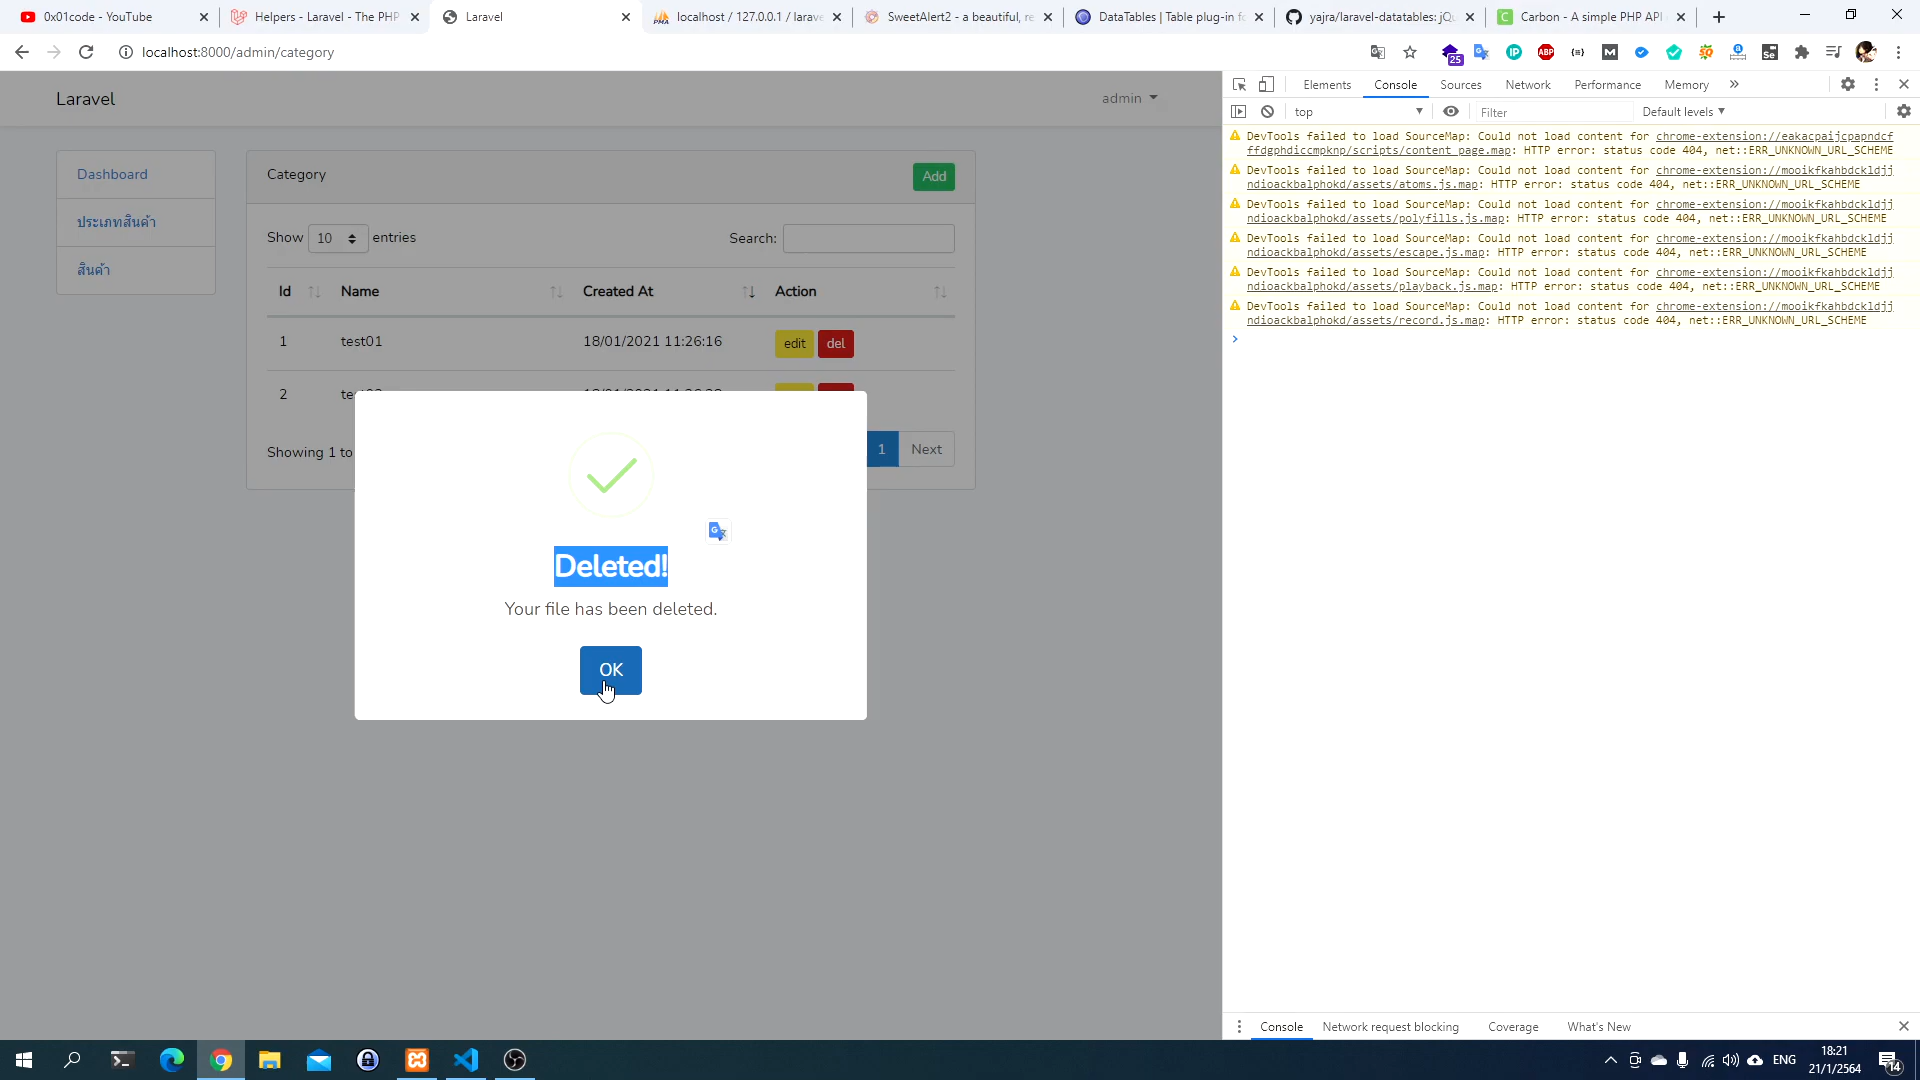 0x01code - YouTube
Helpers - Laravel - The PHP
Laravel
localhost / 127.0.0.1 / larave
SweetAlert2 - a beautiful, re
DataTables | Table plug-in fo
yajra/laravel-datatables: jQu
Carbon - A simple PHP API
localhost:8000/admin/category
25
IP
ABP
M
Se
Laravel
admin
Dashboard
ประเภทสินค้า
สินค้า
Category
Add
Show 10 entries
Search:
Id Name Created At Action
1 test01 18/01/2021 11:26:16 edit del
2
Showing 1 to
1 Next
Deleted!
Your file has been deleted.
OK
Elements Console Sources Network Performance Memory
top Filter Default levels
DevTools failed to load SourceMap: Could not load content for chrome-extension://eakacpaijcpapndcf
ffdgphdiccmpknp/scripts/content_page.map: HTTP error: status code 404, net::ERR_UNKNOWN_URL_SCHEME
DevTools failed to load SourceMap: Could not load content for chrome-extension://mooikfkahbdckldjj
ndioackbalphokd/assets/atoms.js.map: HTTP error: status code 404, net::ERR_UNKNOWN_URL_SCHEME
DevTools failed to load SourceMap: Could not load content for chrome-extension://mooikfkahbdckldjj
ndioackbalphokd/assets/polyfills.js.map: HTTP error: status code 404, net::ERR_UNKNOWN_URL_SCHEME
DevTools failed to load SourceMap: Could not load content for chrome-extension://mooikfkahbdckldjj
ndioackbalphokd/assets/escape.js.map: HTTP error: status code 404, net::ERR_UNKNOWN_URL_SCHEME
DevTools failed to load SourceMap: Could not load content for chrome-extension://mooikfkahbdckldjj
ndioackbalphokd/assets/playback.js.map: HTTP error: status code 404, net::ERR_UNKNOWN_URL_SCHEME
DevTools failed to load SourceMap: Could not load content for chrome-extension://mooikfkahbdckldjj
ndioackbalphokd/assets/record.js.map: HTTP error: status code 404, net::ERR_UNKNOWN_URL_SCHEME
Console Network request blocking Coverage What's New
ENG
18:21
21/1/2564
14